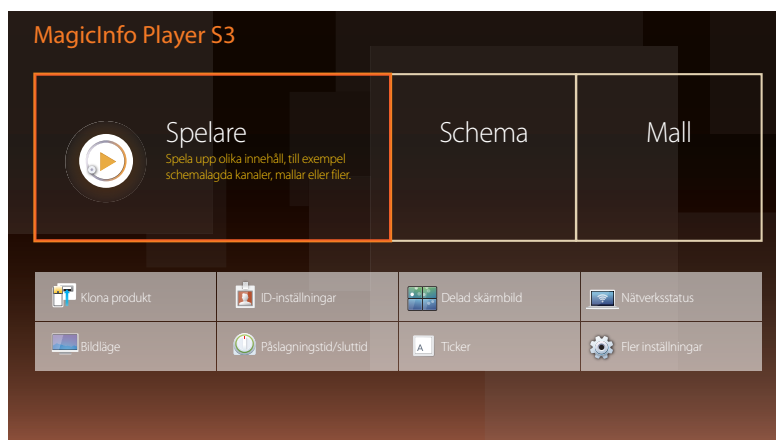 MagicInfo Player S3
Spelare
Spela upp olika innehåll, till exempel
schemalagda kanaler, mallar eller filer.
Schema
Mall
Klona produkt
ID-inställningar
Delad skärmbild
Nätverksstatus
Bildläge
Påslagningstid/sluttid
A
Ticker
Fler inställningar